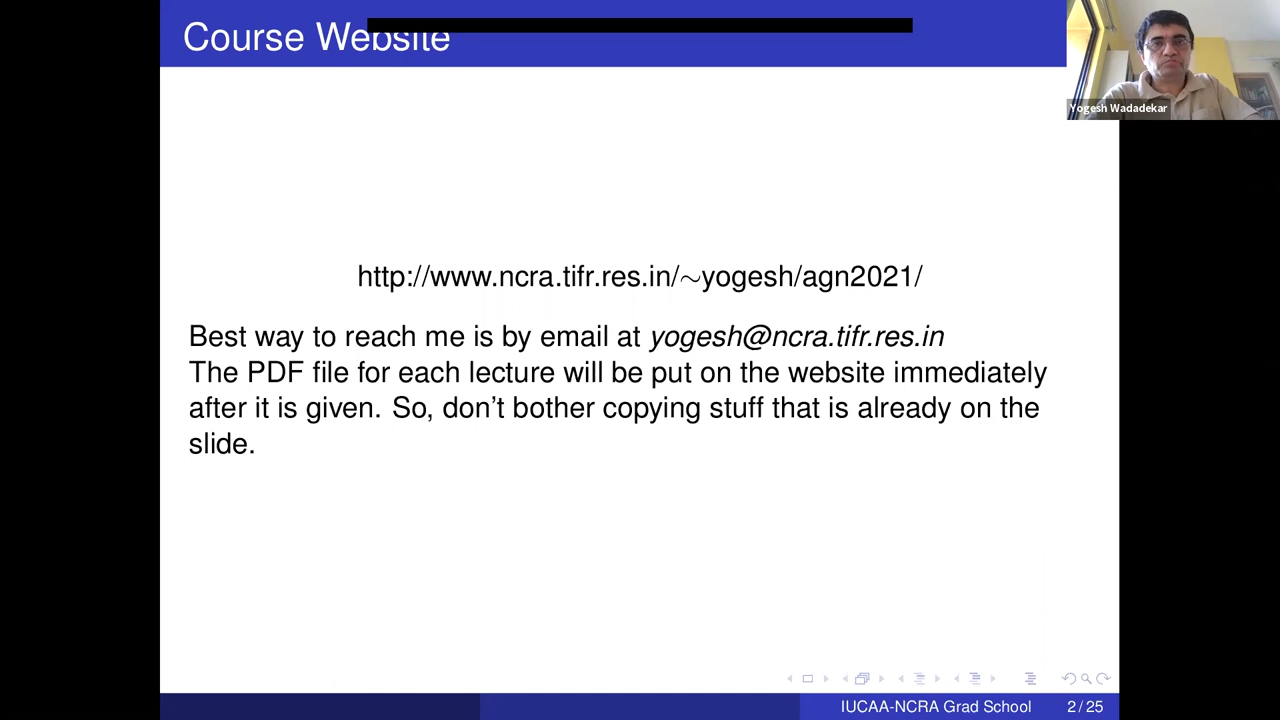 Course Website
Yogesh Wadadekar
http://www.ncra.tifr.res.in/∼yogesh/agn2021/
Best way to reach me is by email at yogesh@ncra.tifr.res.in
The PDF file for each lecture will be put on the website immediately
after it is given. So, don't bother copying stuff that is already on the
slide.
IUCAA-NCRA Grad School 2 / 25